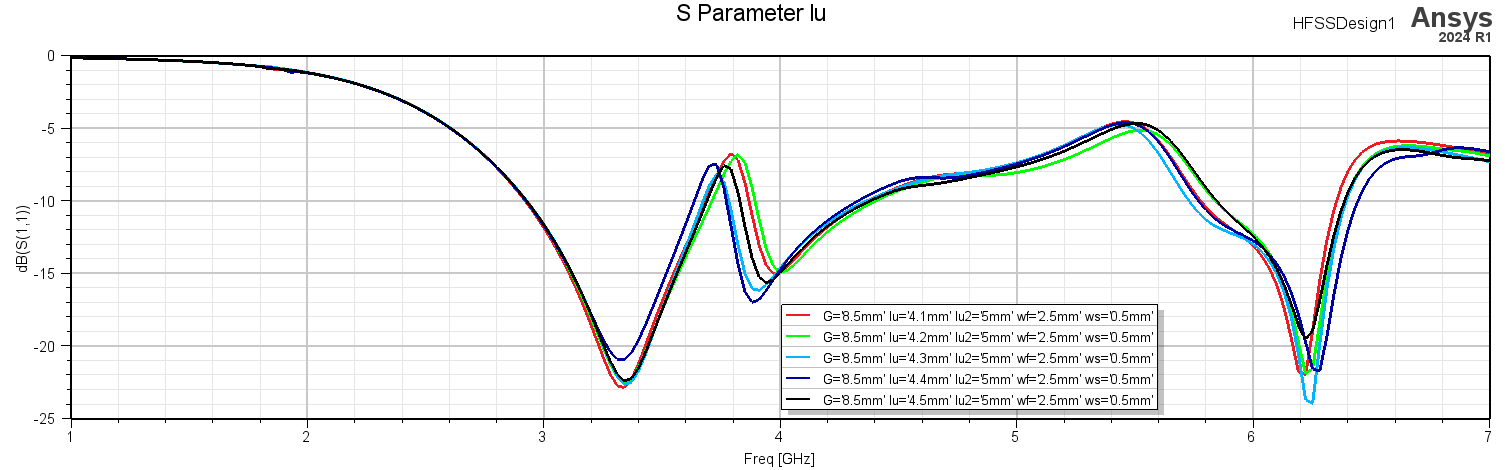 S Parameter lu
HFSSDesign1
Ansys
2024 R1
0
-5
-10
-15
-20
-25
dB(S(1,1))
G='8.5mm' lu='4.1mm' lu2='5mm' wf='2.5mm' ws='0.5mm'
G='8.5mm' lu='4.2mm' lu2='5mm' wf='2.5mm' ws='0.5mm'
G='8.5mm' lu='4.3mm' lu2='5mm' wf='2.5mm' ws='0.5mm'
G='8.5mm' lu='4.4mm' lu2='5mm' wf='2.5mm' ws='0.5mm'
G='8.5mm' lu='4.5mm' lu2='5mm' wf='2.5mm' ws='0.5mm'
1 2 3 4 5 6 7
Freq [GHz]